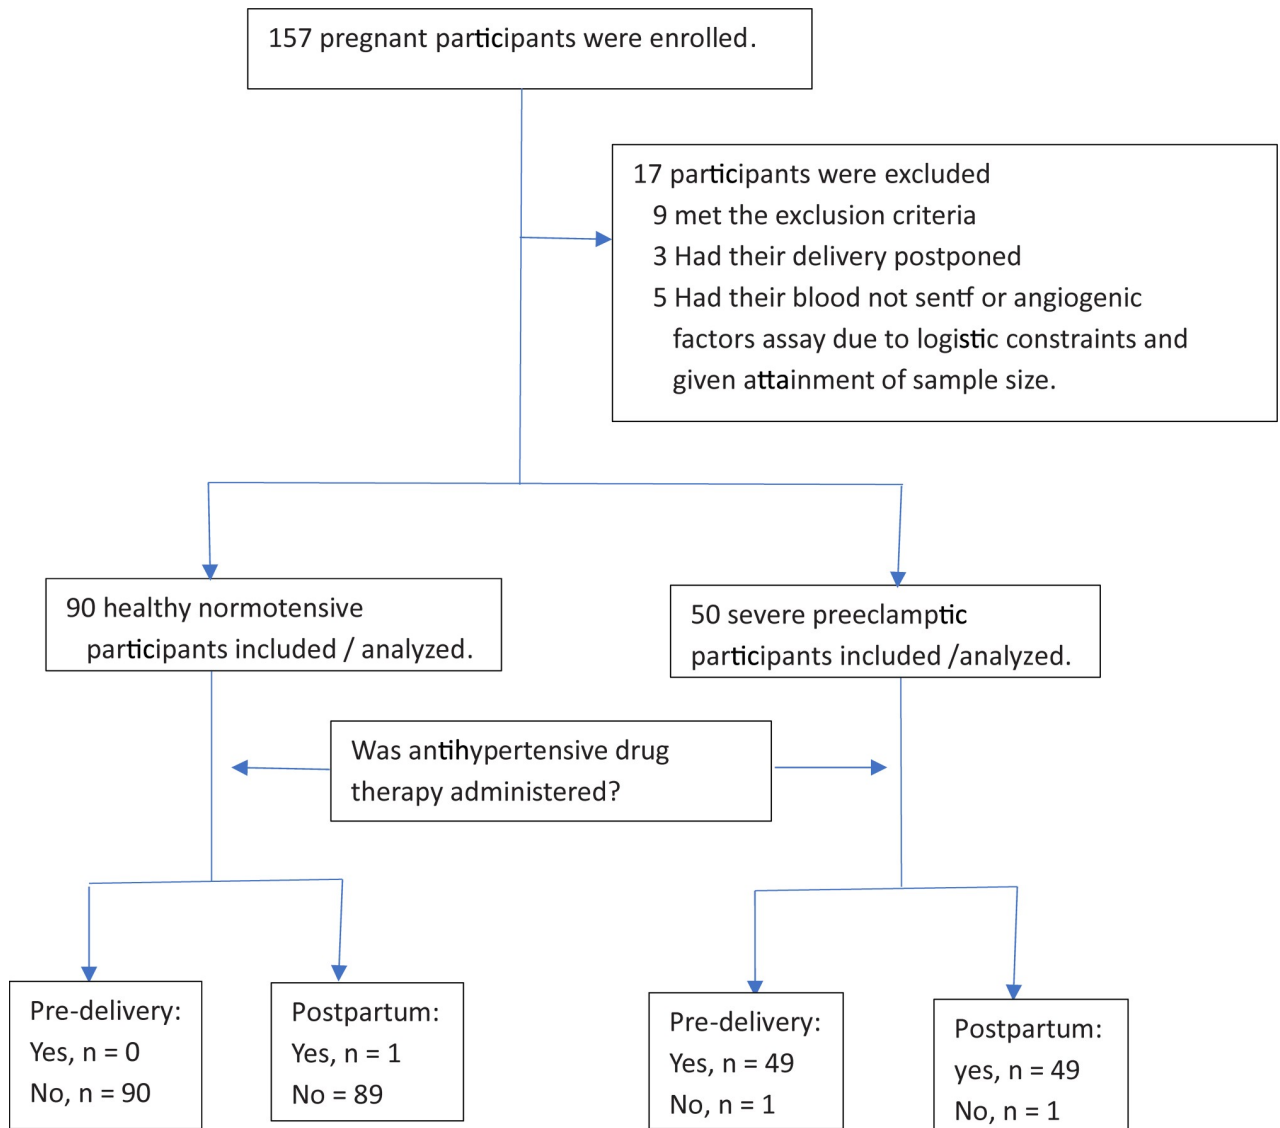 157 pregnant participants were enrolled.
17 participants were excluded
9 met the exclusion criteria
3 Had their delivery postponed
5 Had their blood not sentf or angiogenic
factors assay due to logistic constraints and
given attainment of sample size.
90 healthy normotensive
participants included / analyzed.
50 severe preeclamptic
participants included /analyzed.
Was antihypertensive drug
therapy administered?
Pre-delivery:
Yes, n = 0
No, n = 90
Postpartum:
Yes, n = 1
No = 89
Pre-delivery:
Yes, n = 49
No, n = 1
Postpartum:
yes, n = 49
No, n = 1